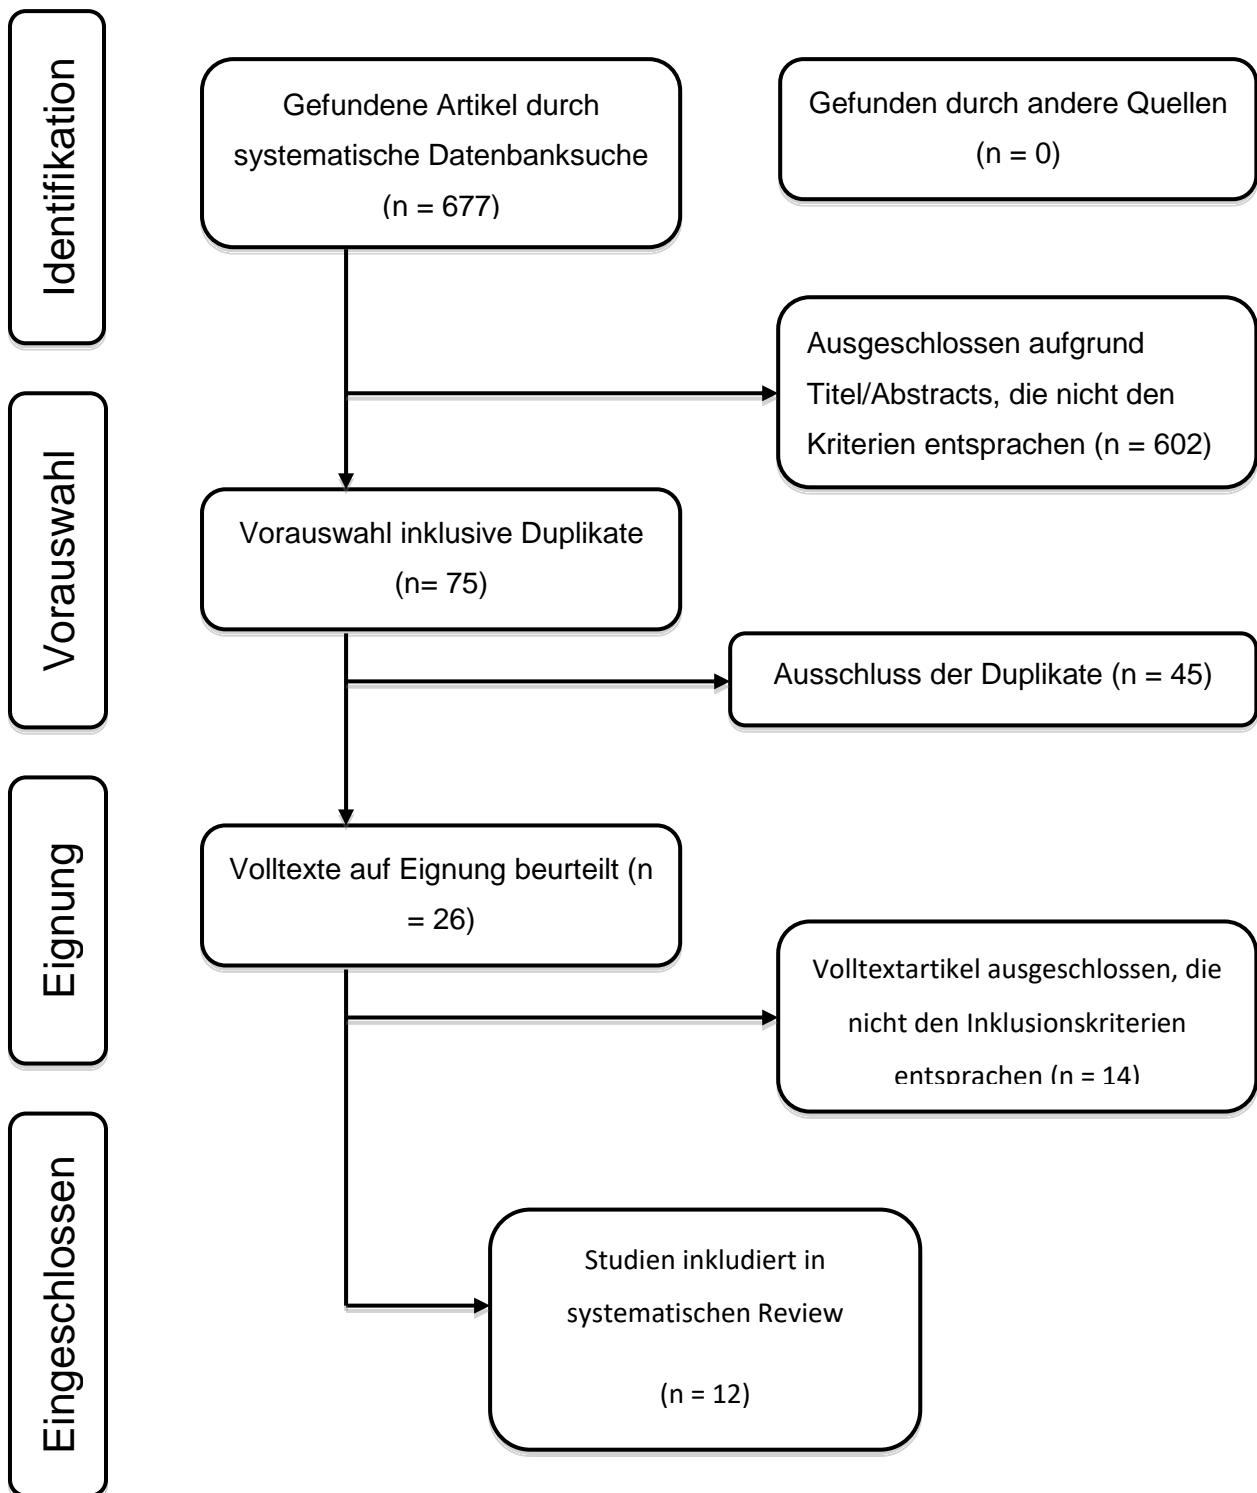 Identifikation
Gefundene Artikel durch
systematische Datenbanksuche
(n = 677)
Gefunden durch andere Quellen
(n = 0)
Ausgeschlossen aufgrund
Titel/Abstracts, die nicht den
Kriterien entsprachen (n = 602)
Vorauswahl
Vorauswahl inklusive Duplikate
(n= 75)
Ausschluss der Duplikate (n = 45)
Eignung
Volltexte auf Eignung beurteilt (n
= 26)
Volltextartikel ausgeschlossen, die
nicht den Inklusionskriterien
entsprachen (n = 14)
Eingeschlossen
Studien inkludiert in
systematischen Review
(n = 12)